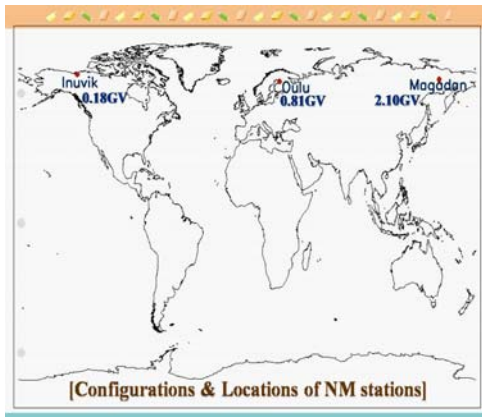 Inuvik
0.18GV
Oulu
0.81GV
Magadan
2.10GV
[Configurations & Locations of NM stations]